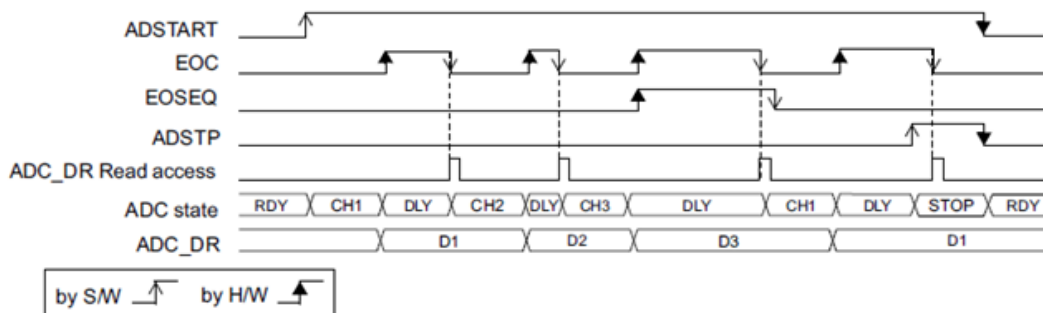 ADSTART
EOC
EOSEQ
ADSTP
ADC_DR Read access
ADC state RDY CH1 DLY CH2 DLY CH3 DLY CH1 DLY STOP RDY
ADC_DR D1 D2 D3 D1
by S/W by H/W